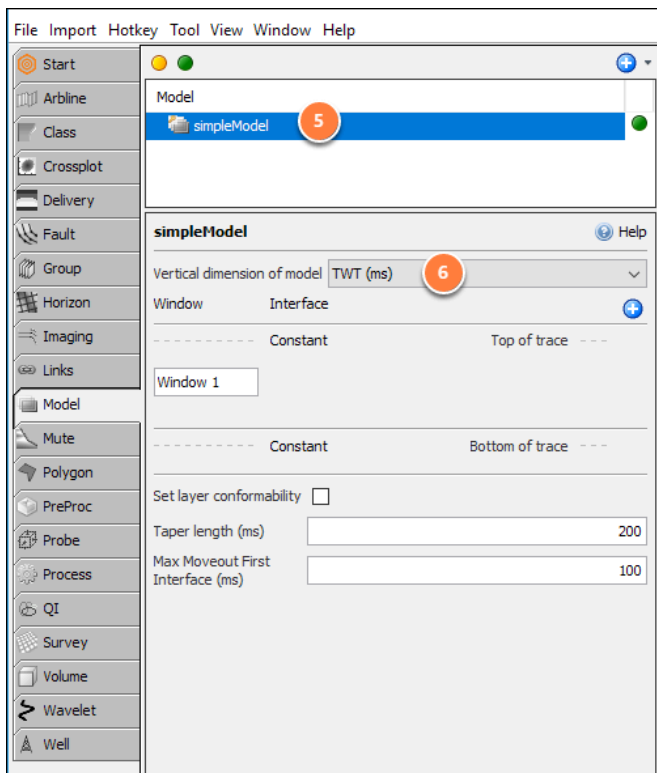 File Import Hotkey Tool View Window Help
Start
Arbline
Class
Crossplot
Delivery
Fault
Group
Horizon
Imaging
Links
Model
Mute
Polygon
PreProc
Probe
Process
QI
Survey
Volume
Wavelet
Well
Model
simpleModel 5
simpleModel Help
Vertical dimension of model TWT (ms) 6
Window Interface
Constant Top of trace
Window 1
Constant Bottom of trace
Set layer conformability
Taper length (ms) 200
Max Moveout First
Interface (ms) 100